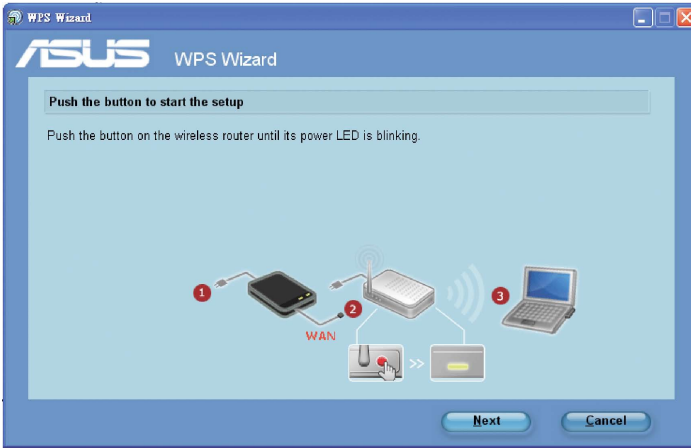 WPS Wizard
ASUS WPS Wizard
Push the button to start the setup
Push the button on the wireless router until its power LED is blinking.
1
2
3
WAN
>>
Next
Cancel